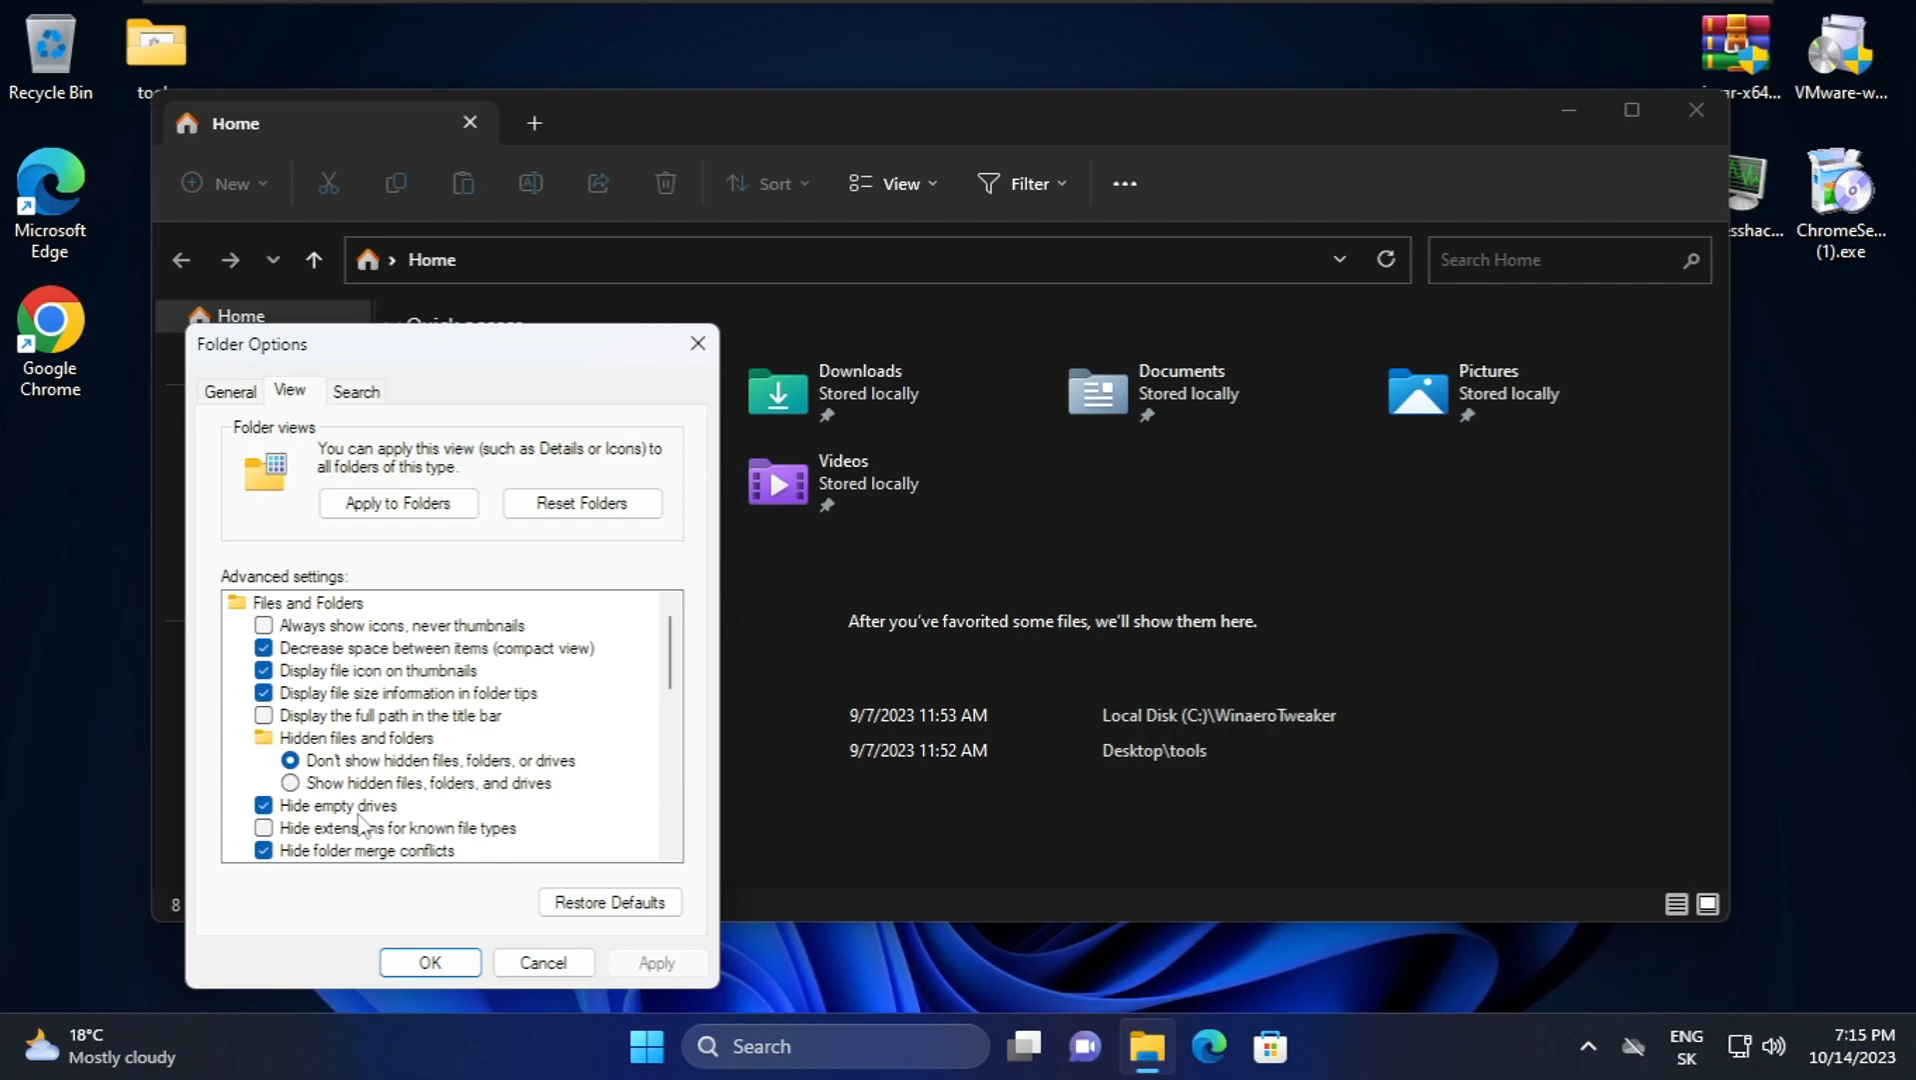 Recycle Bin
Microsoft
Edge
Google
Chrome
VMware-w...
ChromeSe...
(1).exe
Home
New
Sort
View
Filter
Home
Search Home
Home
Quick access
Downloads
Stored locally
Documents
Stored locally
Pictures
Stored locally
Videos
Stored locally
After you've favorited some files, we'll show them here.
9/7/2023 11:53 AM Local Disk (C:)\WinaeroTweaker
9/7/2023 11:52 AM Desktop\tools
8
Folder Options
General View Search
Folder views
You can apply this view (such as Details or Icons) to
all folders of this type.
Apply to Folders Reset Folders
Advanced settings:
Files and Folders
Always show icons, never thumbnails
Decrease space between items (compact view)
Display file icon on thumbnails
Display file size information in folder tips
Display the full path in the title bar
Hidden files and folders
Don't show hidden files, folders, or drives
Show hidden files, folders, and drives
Hide empty drives
Hide extensions for known file types
Hide folder merge conflicts
Restore Defaults
OK Cancel Apply
18°C
Mostly cloudy
Search
ENG
SK
7:15 PM
10/14/2023